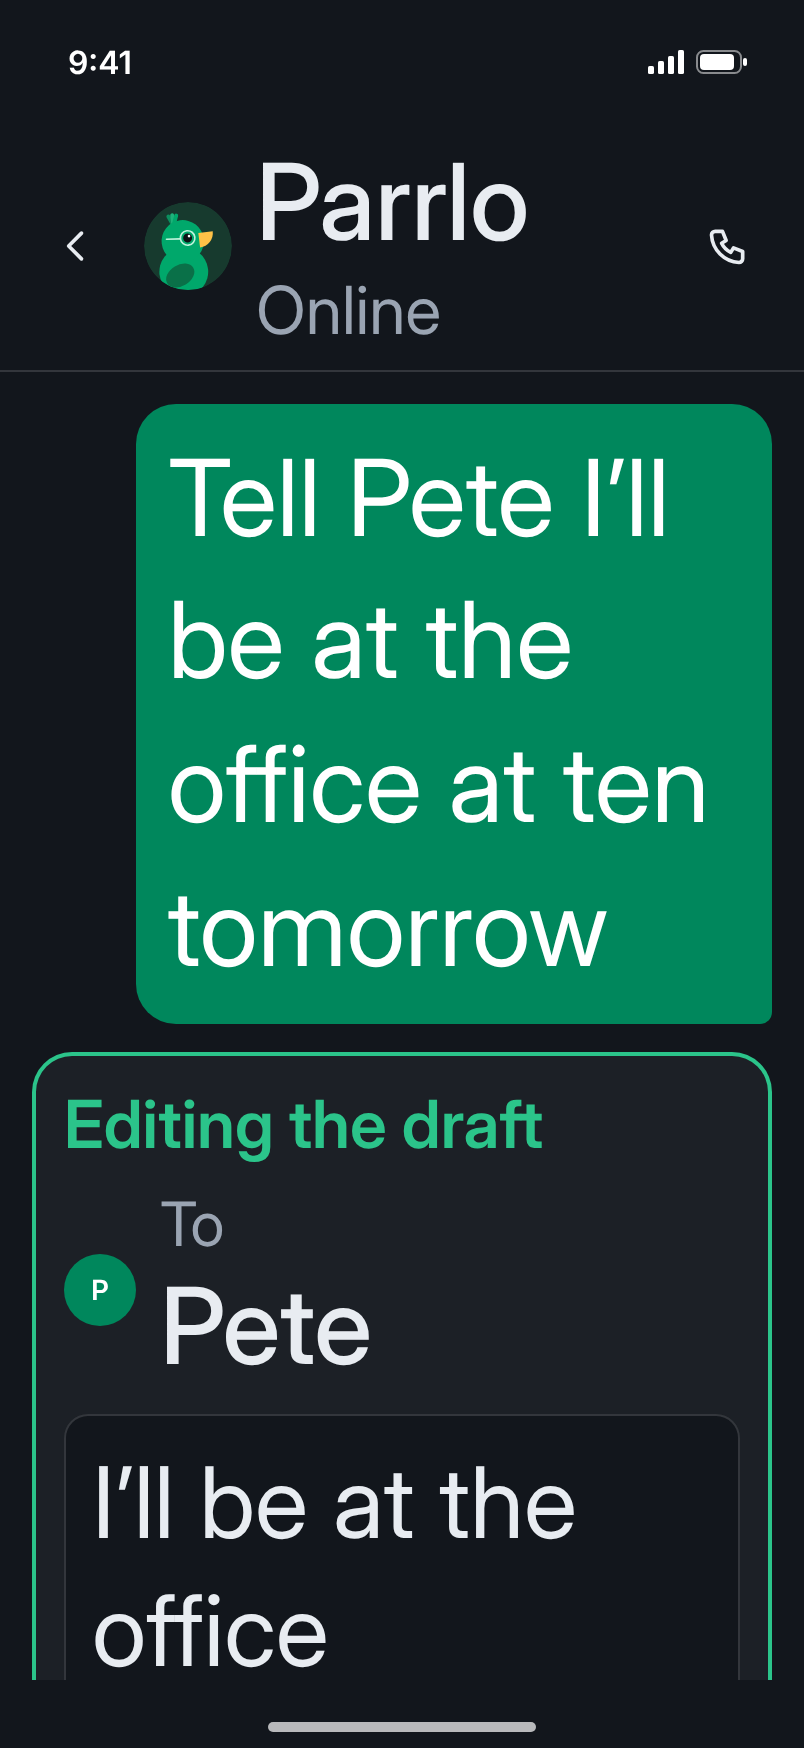 9:41
Parrlo
Online
Tell Pete I’ll
be at the
office at ten
tomorrow
Editing the draft
To
P
Pete
I’ll be at the
office